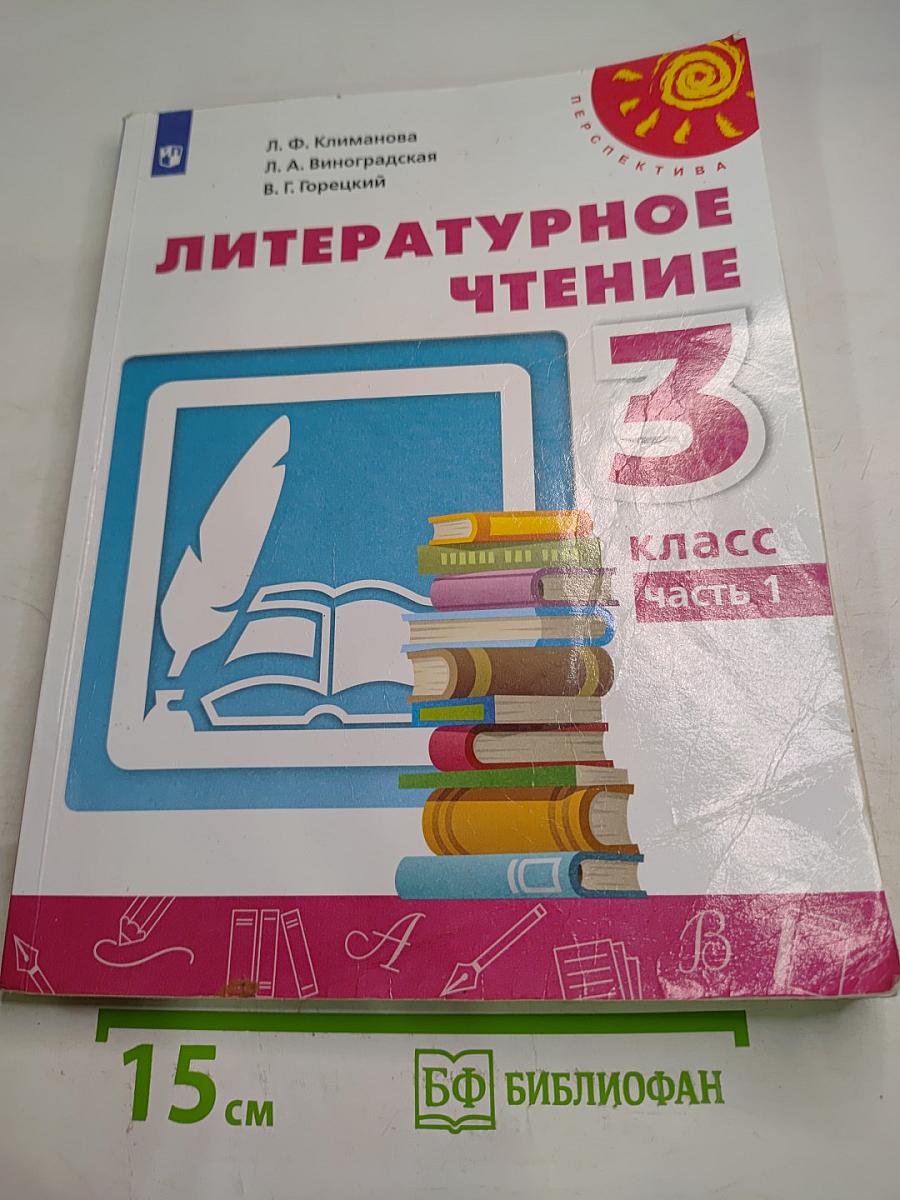 Л. Ф. Климанова
Л. А. Виноградская
В. Г. Горецкий
ПЕРСПЕКТИВА
ЛИТЕРАТУРНОЕ
ЧТЕНИЕ
3
класс
часть 1
А
В
15 см
БФ БИБЛИОФАН